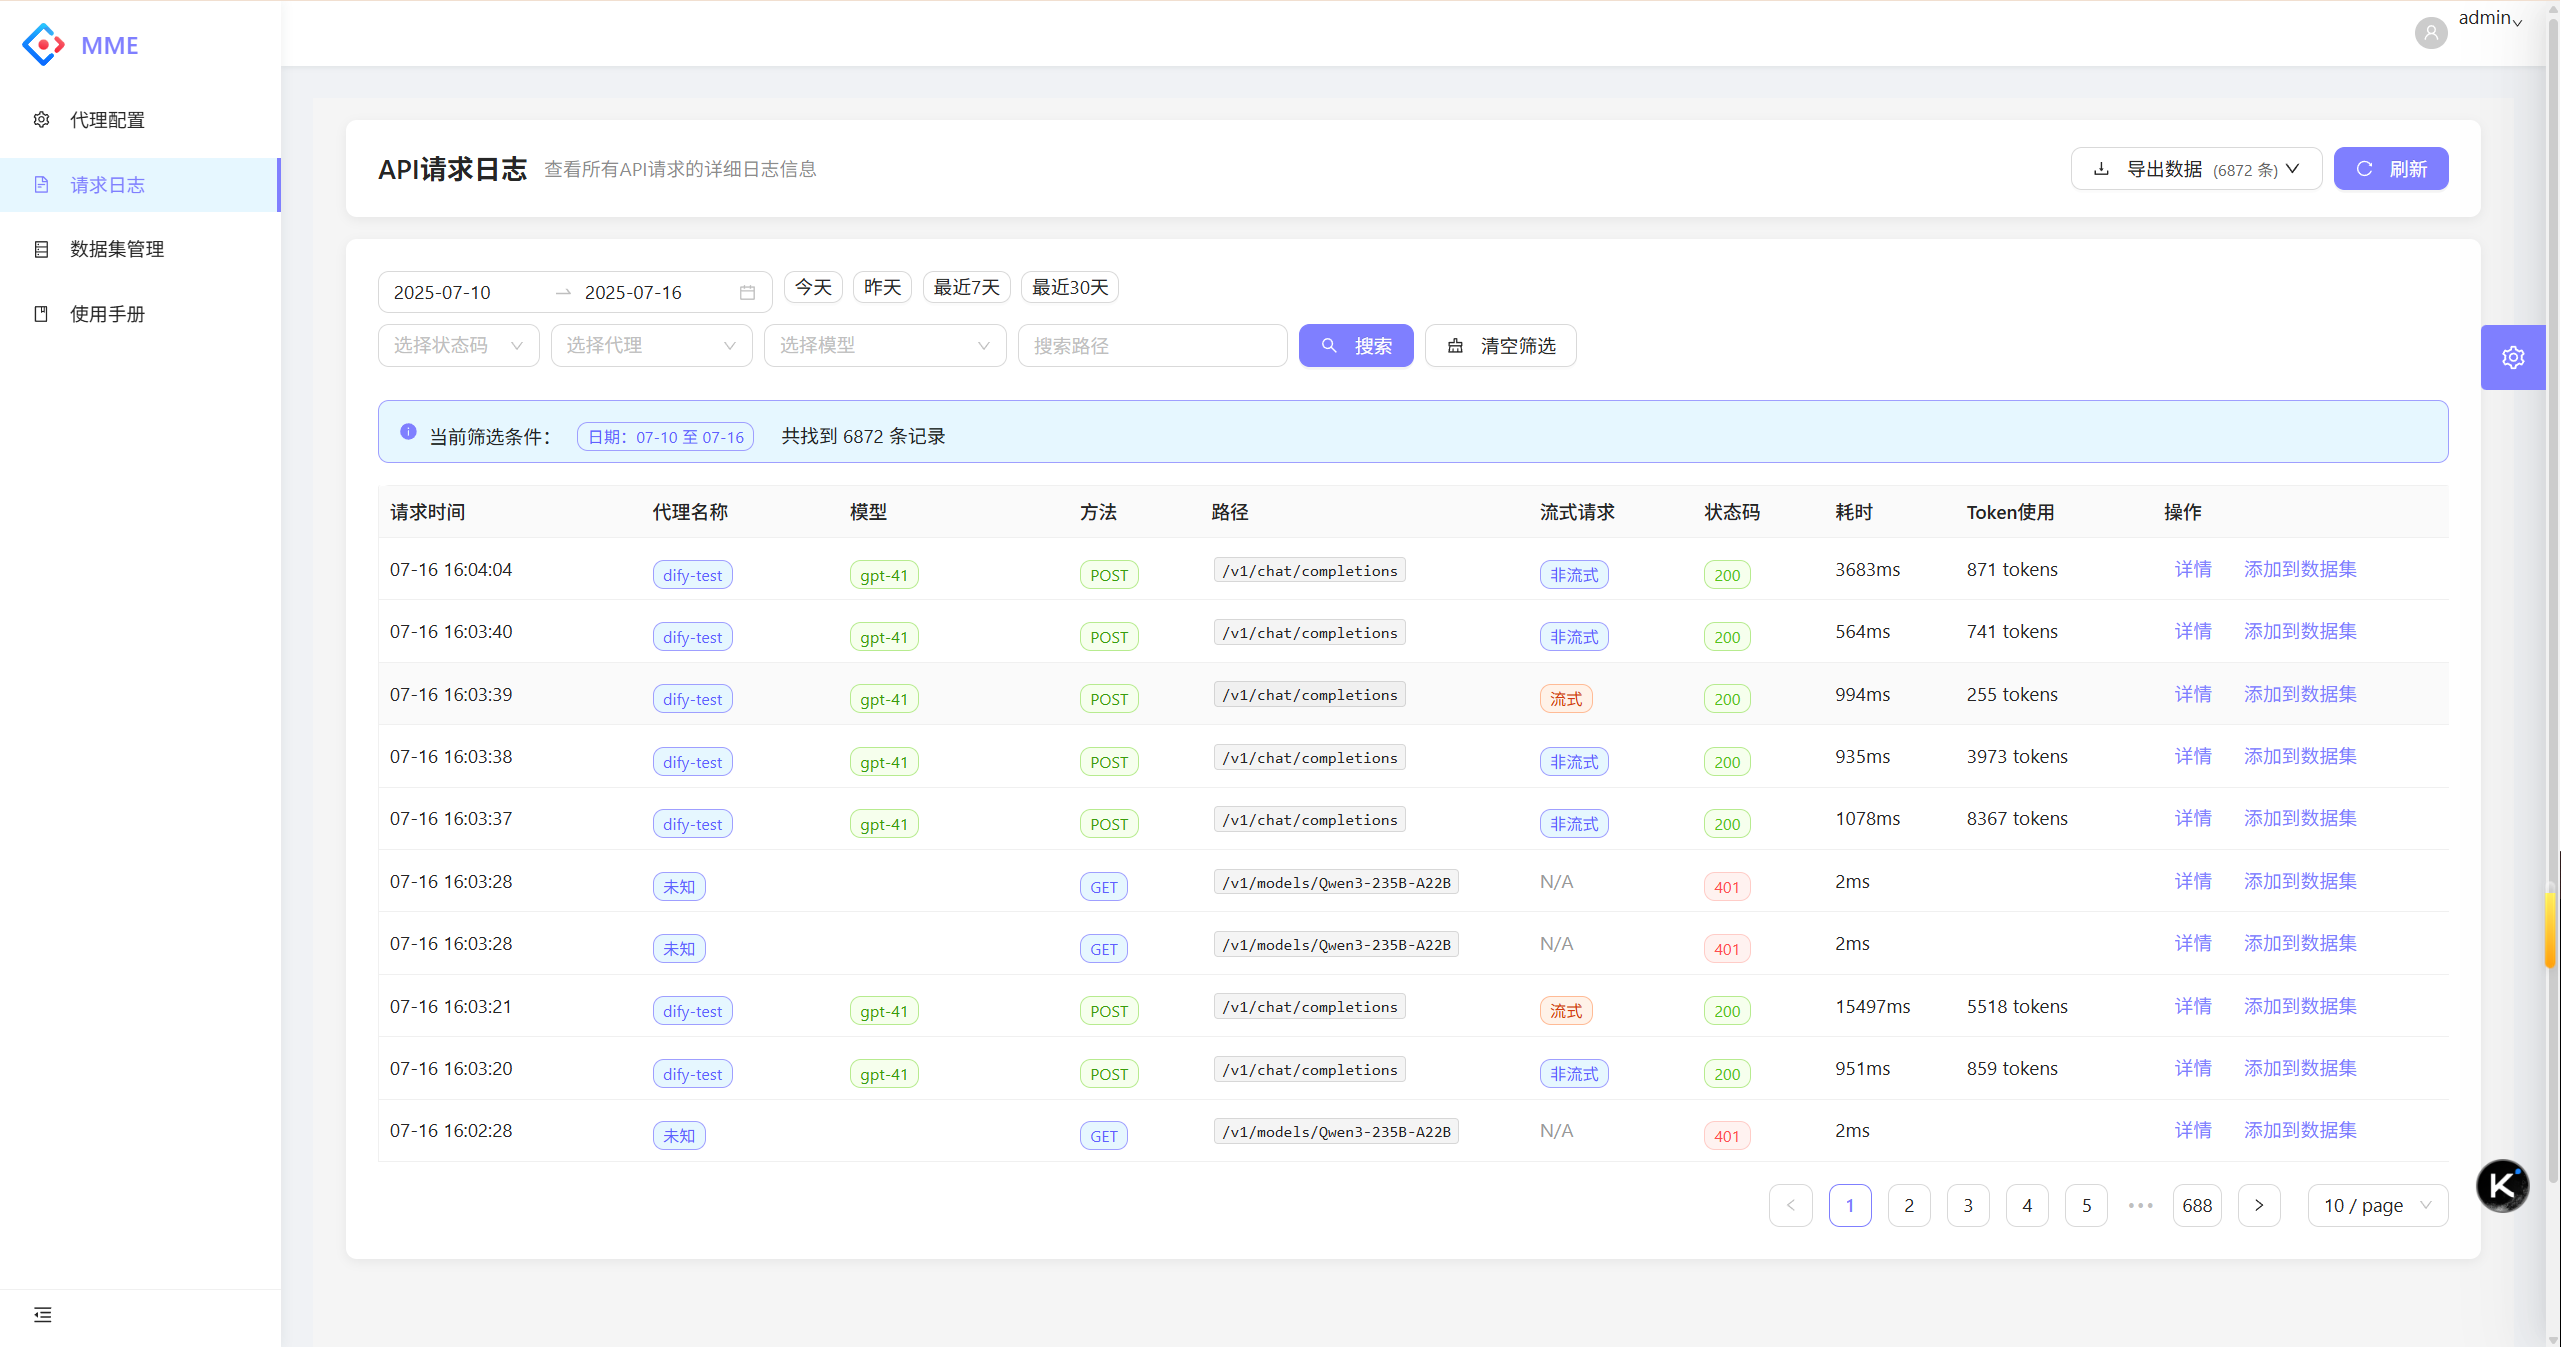 MME
admin
代理配置
请求日志
数据集管理
使用手册
API请求日志 查看所有API请求的详细日志信息 导出数据 (6872 条) 刷新
2025-07-10 2025-07-16 今天 昨天 最近7天 最近30天
选择状态码 选择代理 选择模型 搜索路径 搜索 清空筛选
当前筛选条件： 日期：07-10 至 07-16 共找到 6872 条记录
请求时间 代理名称 模型 方法 路径 流式请求 状态码 耗时 Token使用 操作
07-16 16:04:04 dify-test gpt-41 POST /v1/chat/completions 非流式 200 3683ms 871 tokens 详情 添加到数据集
07-16 16:03:40 dify-test gpt-41 POST /v1/chat/completions 非流式 200 564ms 741 tokens 详情 添加到数据集
07-16 16:03:39 dify-test gpt-41 POST /v1/chat/completions 流式 200 994ms 255 tokens 详情 添加到数据集
07-16 16:03:38 dify-test gpt-41 POST /v1/chat/completions 非流式 200 935ms 3973 tokens 详情 添加到数据集
07-16 16:03:37 dify-test gpt-41 POST /v1/chat/completions 非流式 200 1078ms 8367 tokens 详情 添加到数据集
07-16 16:03:28 未知 GET /v1/models/Qwen3-235B-A22B N/A 401 2ms 详情 添加到数据集
07-16 16:03:28 未知 GET /v1/models/Qwen3-235B-A22B N/A 401 2ms 详情 添加到数据集
07-16 16:03:21 dify-test gpt-41 POST /v1/chat/completions 流式 200 15497ms 5518 tokens 详情 添加到数据集
07-16 16:03:20 dify-test gpt-41 POST /v1/chat/completions 非流式 200 951ms 859 tokens 详情 添加到数据集
07-16 16:02:28 未知 GET /v1/models/Qwen3-235B-A22B N/A 401 2ms 详情 添加到数据集
K
1 2 3 4 5 ••• 688 10 / page